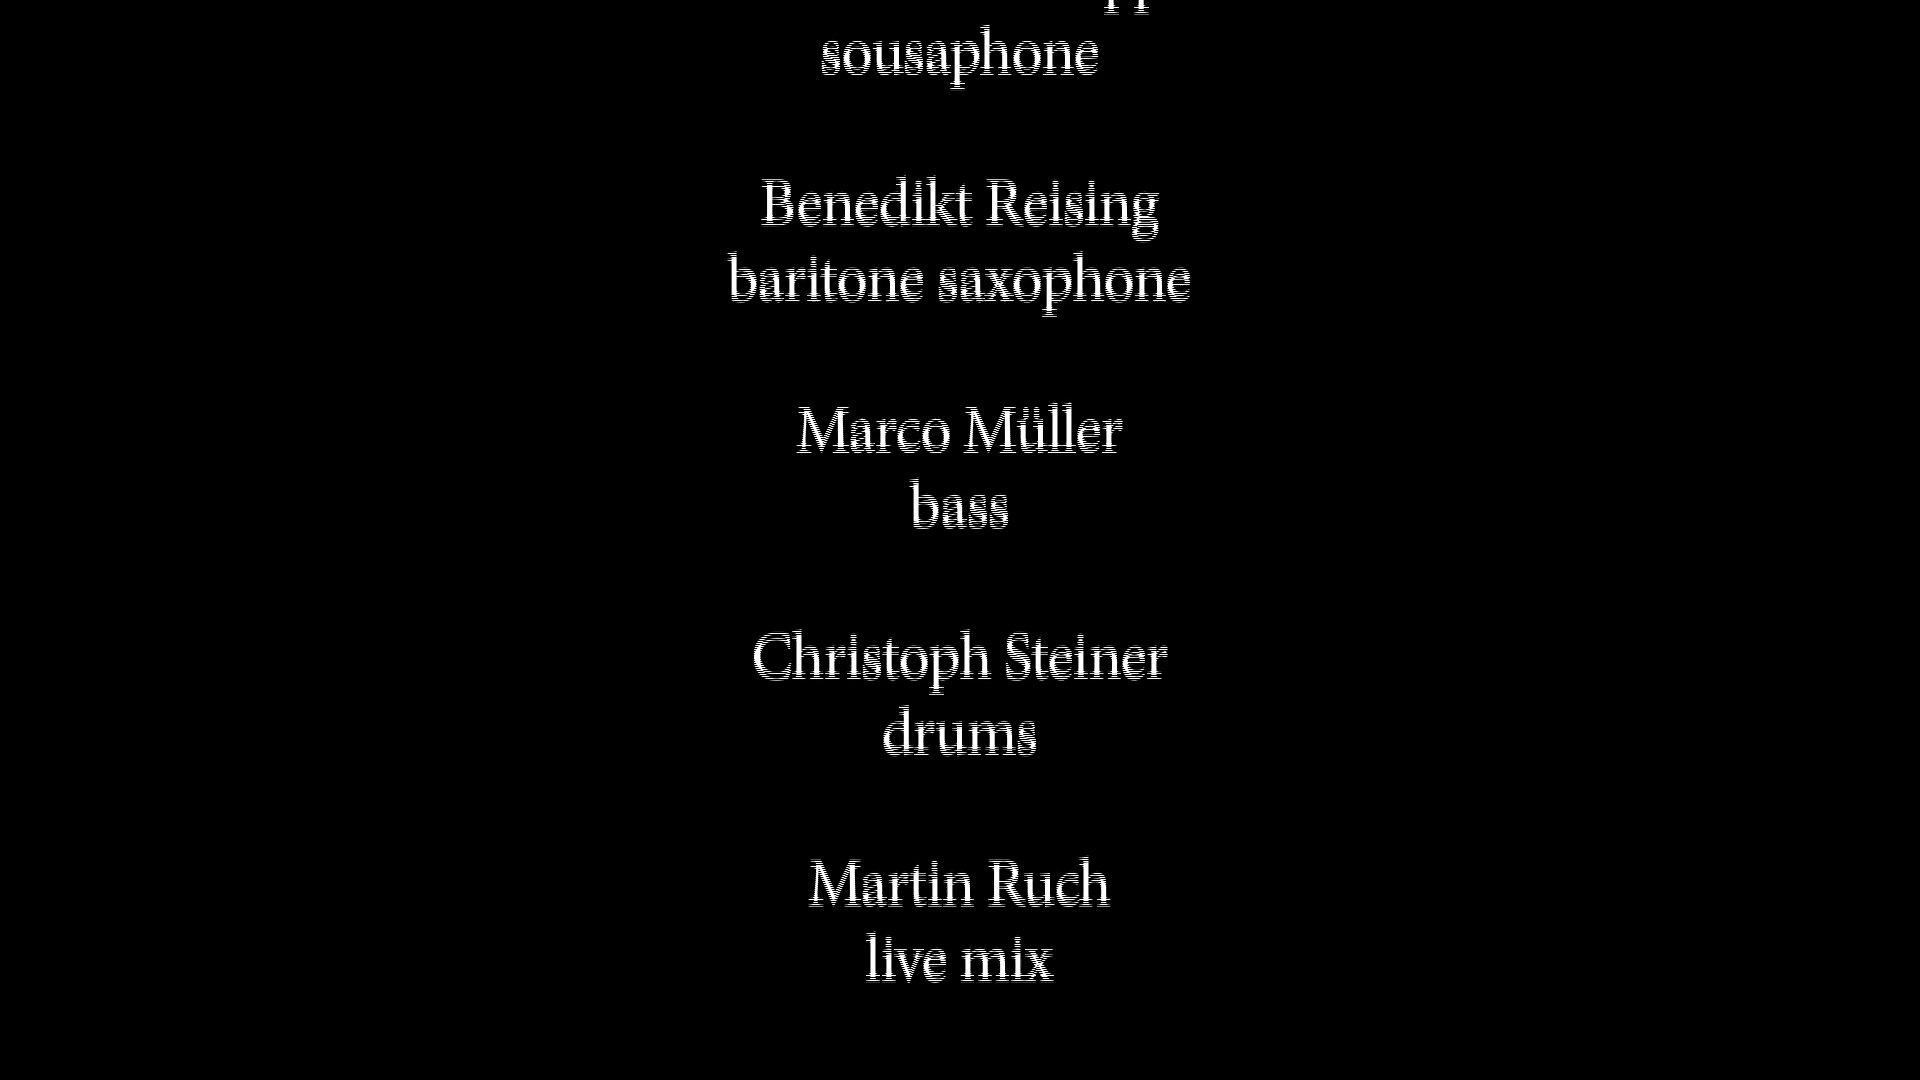 sousaphone
Benedikt Reising
baritone saxophone
Marco Müller
bass
Christoph Steiner
drums
Martin Ruch
live mix